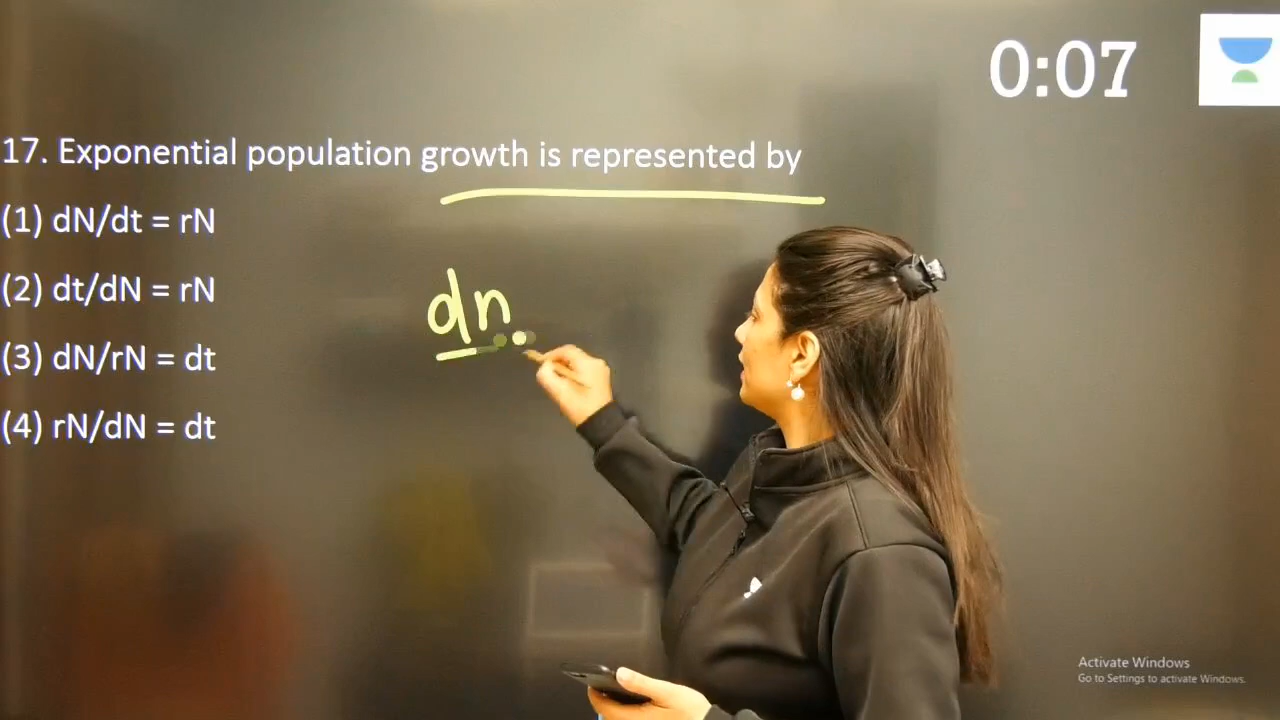 0:07
17. Exponential population growth is represented by
(1) dN/dt = rN
(2) dt/dN = rN
(3) dN/rN = dt
(4) rN/dN = dt
dn
Activate Windows
Go to Settings to activate Windows.